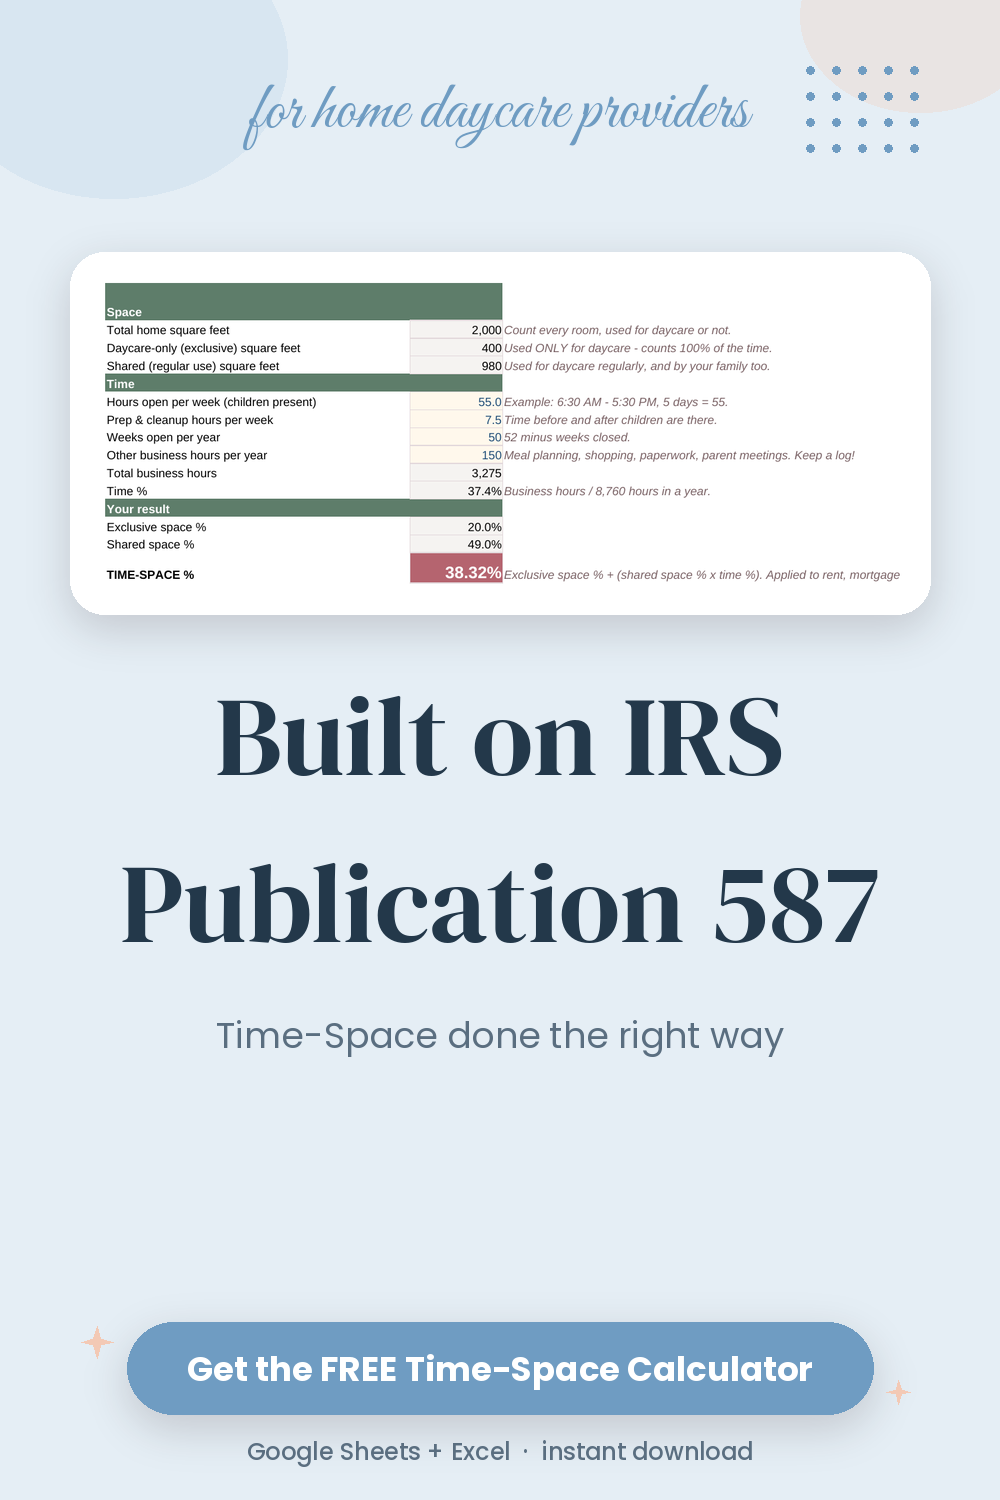 for home daycare providers
Space
Total home square feet 2,000 Count every room, used for daycare or not.
Daycare-only (exclusive) square feet 400 Used ONLY for daycare - counts 100% of the time.
Shared (regular use) square feet 980 Used for daycare regularly, and by your family too.
Time
Hours open per week (children present) 55.0 Example: 6:30 AM - 5:30 PM, 5 days = 55.
Prep & cleanup hours per week 7.5 Time before and after children are there.
Weeks open per year 50 52 minus weeks closed.
Other business hours per year 150 Meal planning, shopping, paperwork, parent meetings. Keep a log!
Total business hours 3,275
Time % 37.4% Business hours / 8,760 hours in a year.
Your result
Exclusive space % 20.0%
Shared space % 49.0%
TIME-SPACE % 38.32% Exclusive space % + (shared space % x time %). Applied to rent, mortgage
Built on IRS
Publication 587
Time-Space done the right way
Get the FREE Time-Space Calculator
Google Sheets + Excel · instant download